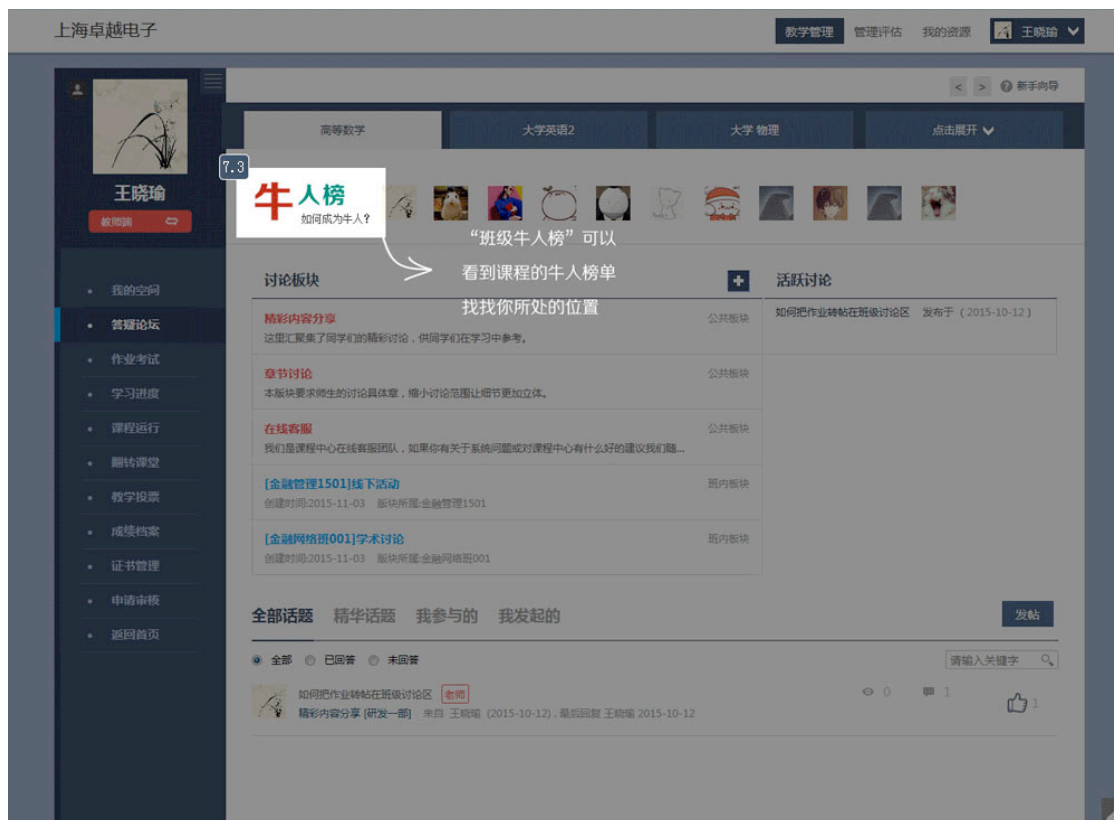 上海卓越电子
教学管理 管理评估 我的资源 王晓瑜
< > ? 新手向导
高等数学 大学英语2 大学 物理 点击展开
7.3
牛人榜
如何成为牛人?
王晓瑜
教师端
“班级牛人榜”可以
看到课程的牛人榜单
找找你所处的位置
我的空间
答疑论坛
作业考试
学习进度
课程运行
翻转课堂
教学投票
成绩档案
证书管理
申请审核
返回首页
讨论板块
精彩内容分享 公共板块
这里汇聚了同学们的精彩讨论，供同学们在学习中参考。
章节讨论 公共板块
本版块要求师生的讨论具体章，缩小讨论范围让细节更加立体。
在线客服 公共板块
我们是课程中心在线客服团队，如果你有关于系统问题或对课程中心有什么好的建议我们随...
[金融管理1501]线下活动 班内板块
创建时间:2015-11-03 版块所属:金融管理1501
[金融网络班001]学术讨论 班内板块
创建时间:2015-11-03 版块所属:金融网络班001
活跃讨论
如何把作业转帖在班级讨论区 发布于 （2015-10-12）
全部话题 精华话题 我参与的 我发起的 发帖
全部 已回答 未回答 请输入关键字
如何把作业转帖在班级讨论区 老师 0 1
精彩内容分享 [研发一部] 来自 王晓瑜 (2015-10-12) . 最后回复 王晓瑜 2015-10-12 1